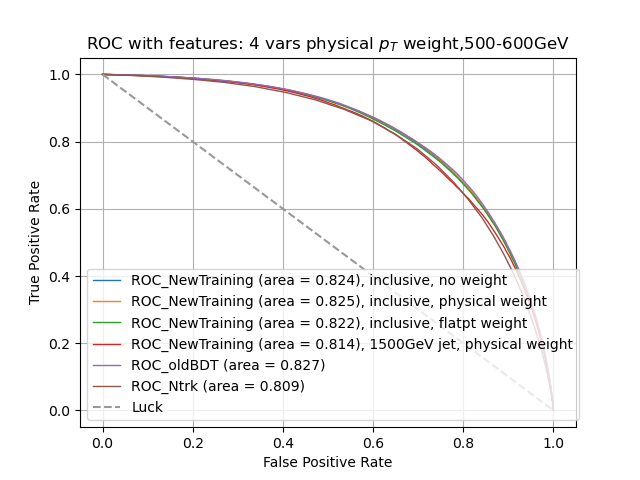 ROC with features: 4 vars physical $p_T$ weight,500-600GeV
True Positive Rate
1.0
0.8
0.6
0.4
0.2
0.0
ROC_NewTraining (area = 0.824), inclusive, no weight
ROC_NewTraining (area = 0.825), inclusive, physical weight
ROC_NewTraining (area = 0.822), inclusive, flatpt weight
ROC_NewTraining (area = 0.814), 1500GeV jet, physical weight
ROC_oldBDT (area = 0.827)
ROC_Ntrk (area = 0.809)
Luck
0.0 0.2 0.4 0.6 0.8 1.0
False Positive Rate